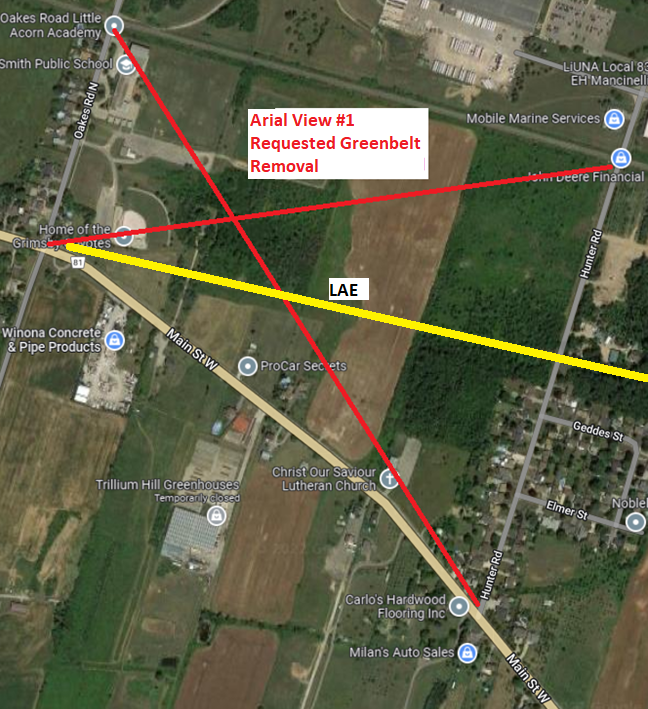 Oakes Road Little
Acorn Academy
Smith Public School
Oakes Rd N
Arial View #1
Requested Greenbelt
Removal
LiUNA Local 83
EH Mancinell
Mobile Marine Services
John Deere Financial
Hunter Rd
Home of the
Grimsby
81
LAE
Winona Concrete
& Pipe Products
Main St W
ProCar Secrets
Geddes St
Christ Our Saviour
Lutheran Church
Trillium Hill Greenhouses
Temporarily closed
Elmer St
Noble
Hunter Rd
Carlo's Hardwood
Flooring Inc
Milan's Auto Sales
Main St W